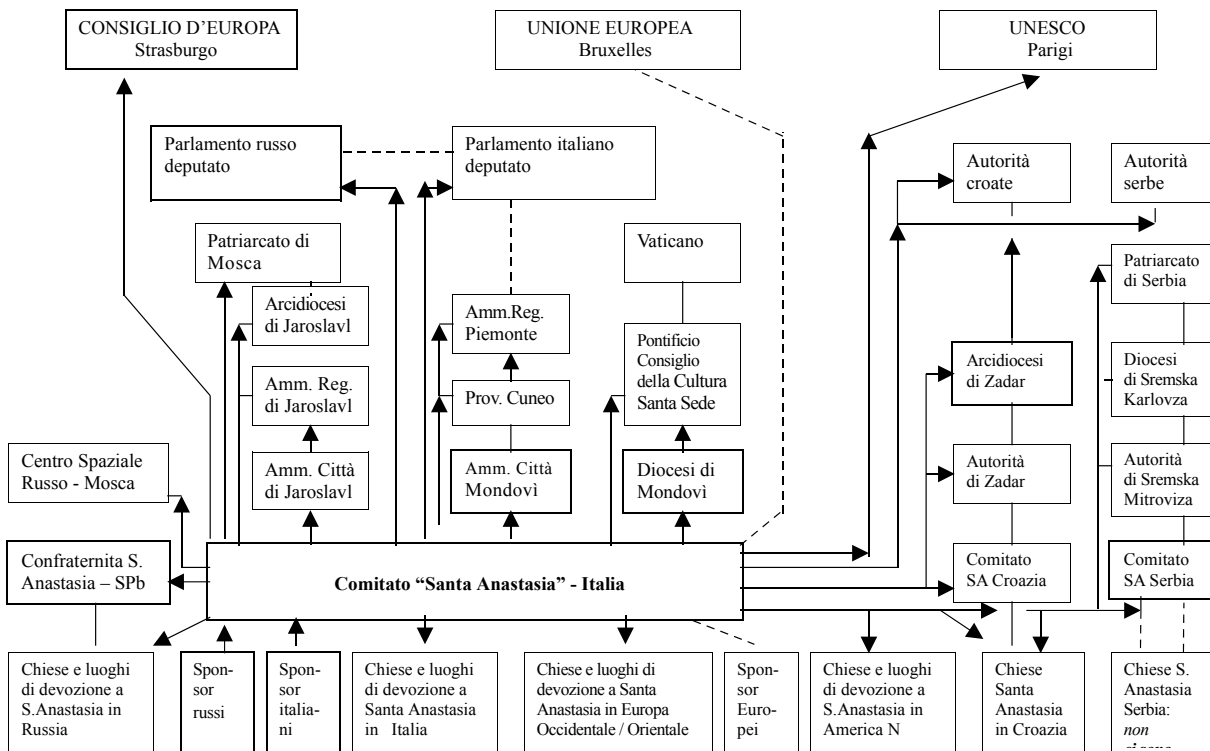 CONSIGLIO D'EUROPA
Strasburgo
UNIONE EUROPEA
Bruxelles
UNESCO
Parigi
Parlamento russo
deputato
Parlamento italiano
deputato
Autorità
croate
Autorità
serbe
Patriarcato di
Mosca
Vaticano
Patriarcato
di Serbia
Arcidiocesi
di Jaroslavl
Amm.Reg.
Piemonte
Pontificio
Consiglio
della Cultura
Santa Sede
Arcidiocesi
di Zadar
Diocesi
di Sremska
Karlovza
Amm. Reg.
di Jaroslavl
Prov. Cuneo
Centro Spaziale
Russo - Mosca
Amm. Città
di Jaroslavl
Amm. Città
Mondovì
Diocesi di
Mondovì
Autorità
di Zadar
Autorità
di Sremska
Mitroviza
Confraternita S.
Anastasia – SPb
Comitato “Santa Anastasia” - Italia
Comitato
SA Croazia
Comitato
SA Serbia
Chiese e luoghi
di devozione a
S.Anastasia in
Russia
Spon-
sor
russi
Spon-
sor
italia-
ni
Chiese e luoghi
di devozione a
Santa Anastasia
in Italia
Chiese e luoghi di
devozione a Santa
Anastasia in Europa
Occidentale / Orientale
Spon-
sor
Euro-
pei
Chiese e luoghi di
devozione a
S.Anastasia in
America N
Chiese
Santa
Anastasia
in Croazia
Chiese S.
Anastasia
Serbia:
non